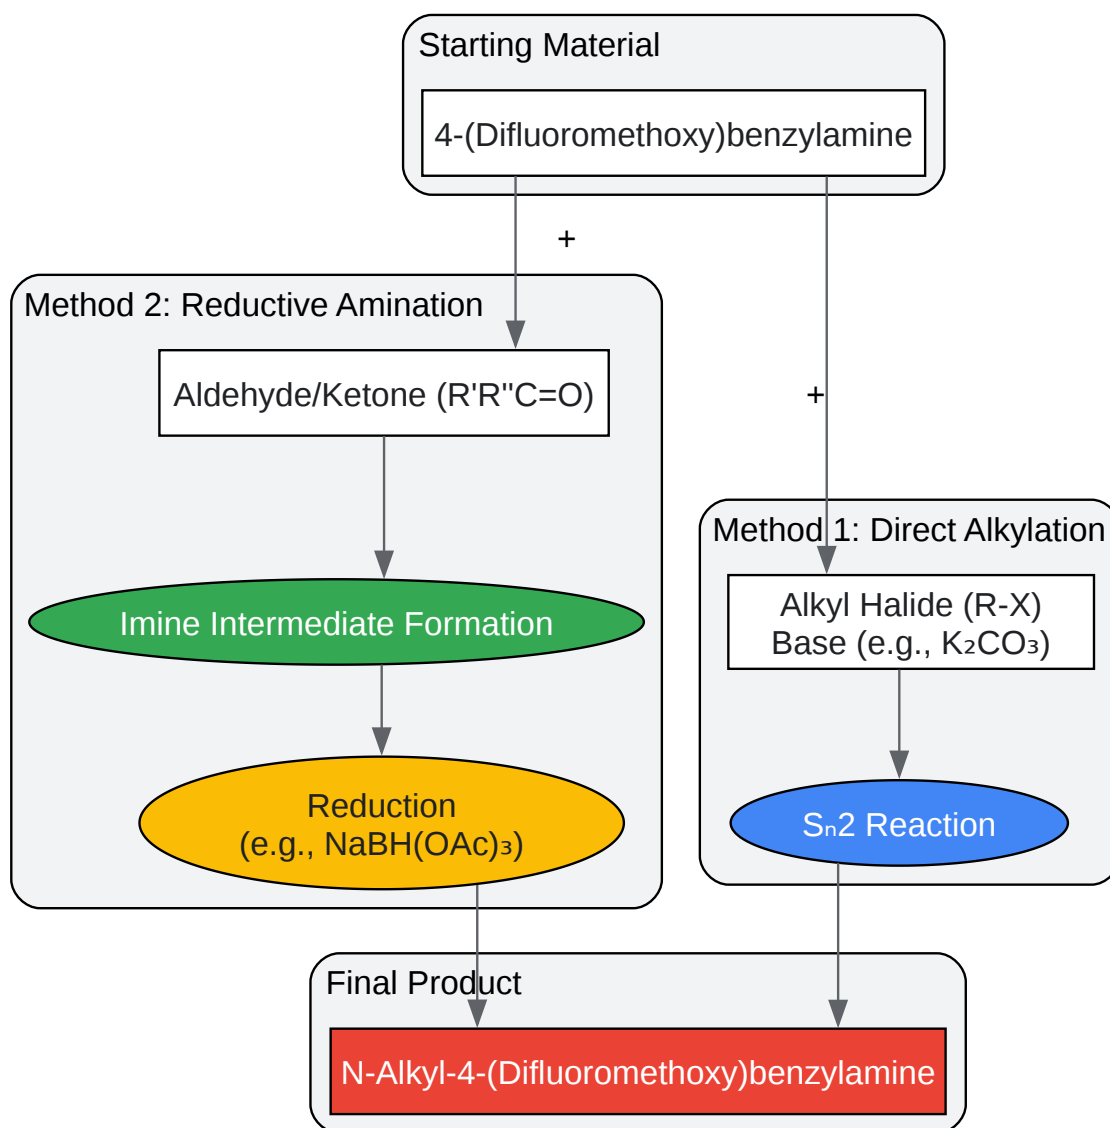 Starting Material
4-(Difluoromethoxy)benzylamine
+
Method 2: Reductive Amination
Aldehyde/Ketone (R'R''C=O)
+
Imine Intermediate Formation
Reduction
(e.g., NaBH(OAc)₃)
Method 1: Direct Alkylation
Alkyl Halide (R-X)
Base (e.g., K₂CO₃)
Sₙ2 Reaction
Final Product
N-Alkyl-4-(Difluoromethoxy)benzylamine